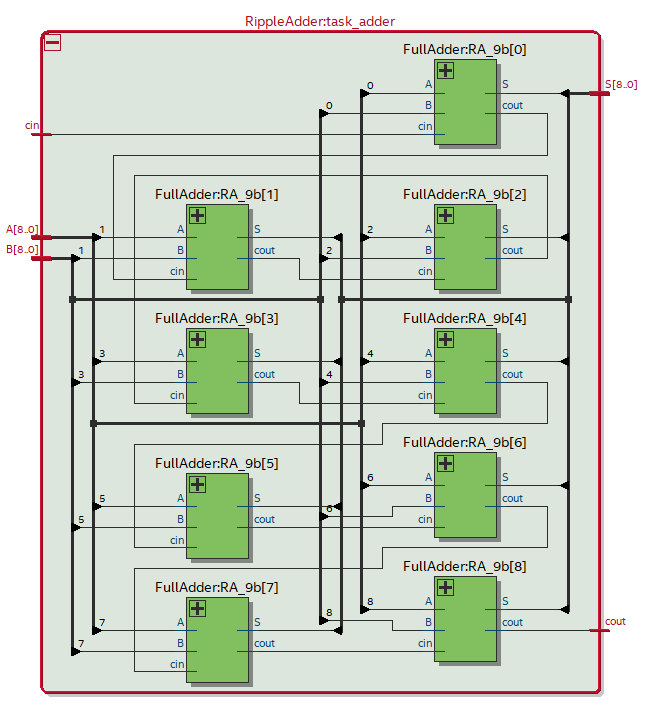 RippleAdder:task_adder
FullAdder:RA_9b[0]
0 A S S[8..0]
0 B cout
cin cin
FullAdder:RA_9b[1] FullAdder:RA_9b[2]
A[8..0] 1 A S 2 A S
B[8..0] 1 B cout 2 B cout
cin cin
FullAdder:RA_9b[3] FullAdder:RA_9b[4]
3 A S 4 A S
3 B cout 4 B cout
cin cin
FullAdder:RA_9b[5] FullAdder:RA_9b[6]
5 A S 6 A S
5 B cout 6 B cout
cin cin
FullAdder:RA_9b[7] FullAdder:RA_9b[8]
7 A S 8 A S
7 B cout 8 B cout cout
cin cin